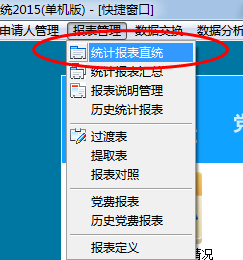 统2015(单机版) - [快捷窗口]
申请人管理 报表管理 数据交换 数据分析
统计报表直统
统计报表汇总
报表说明管理
历史统计报表
过渡表
提取表
报表对照
党费报表
历史党费报表
报表定义
党
情况